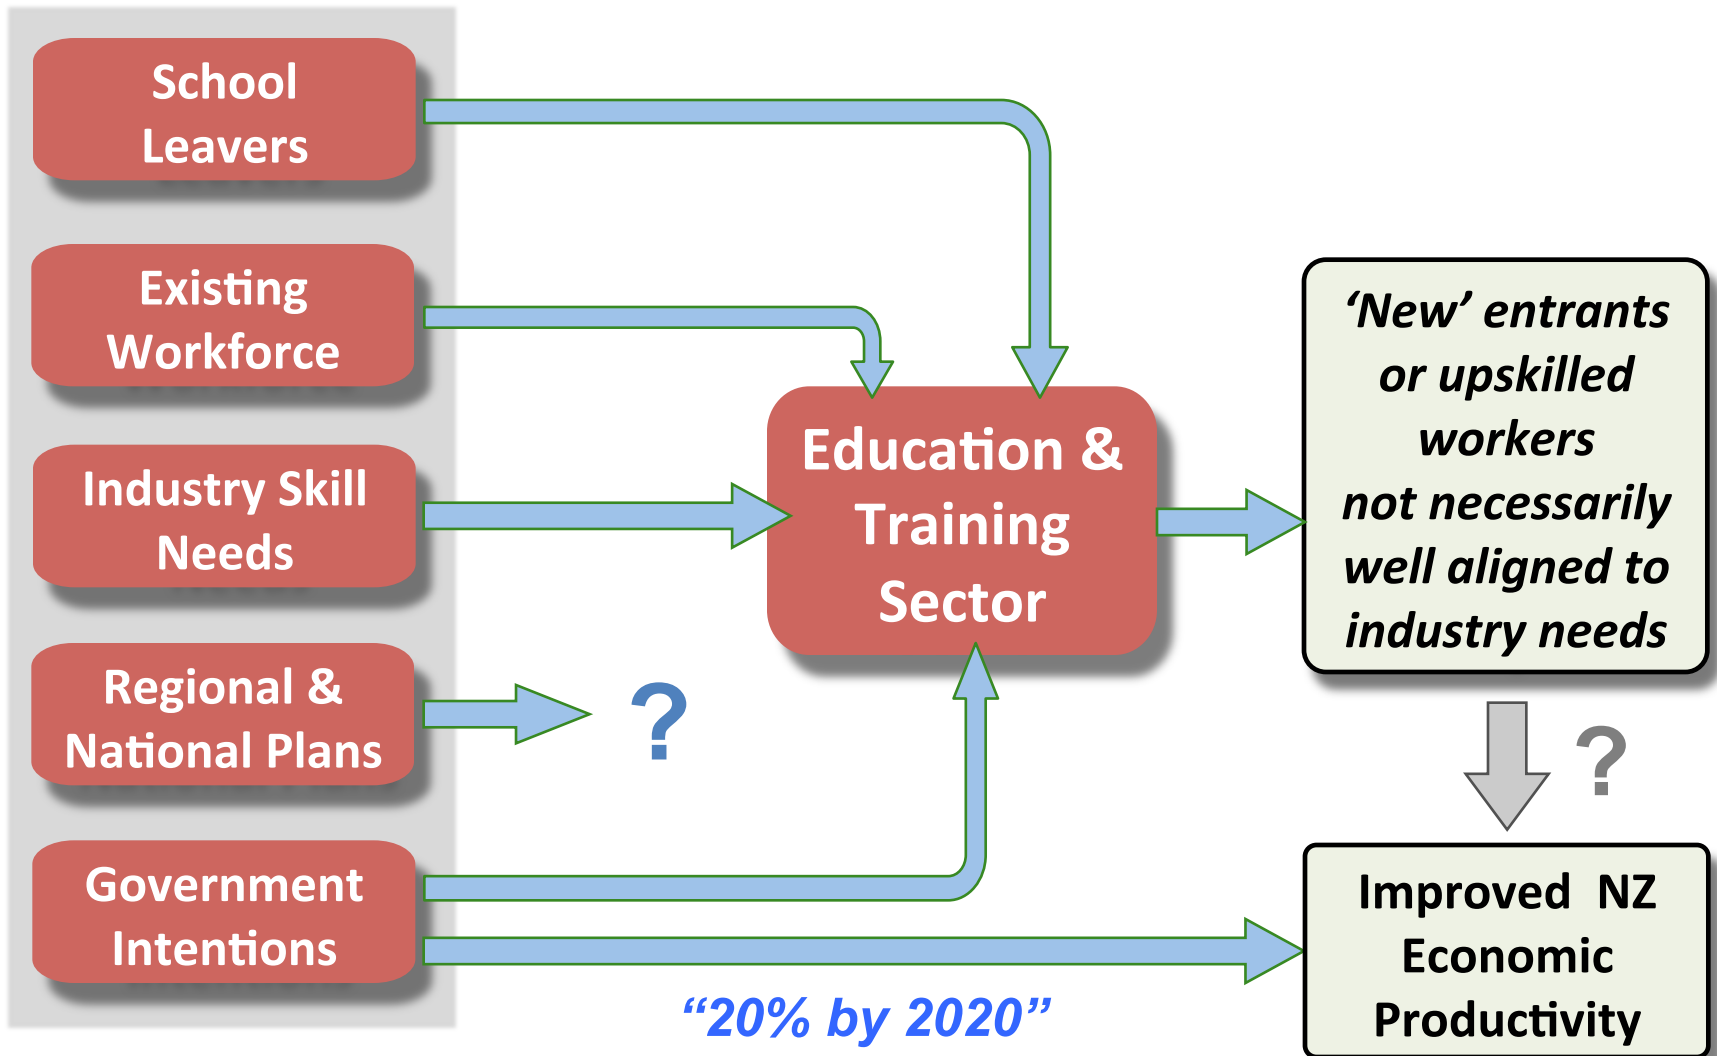 School
Leavers
Existing
Workforce
Industry Skill
Needs
Regional &
National Plans
?
Government
Intentions
Education &
Training
Sector
‘New’ entrants
or upskilled
workers
not necessarily
well aligned to
industry needs
?
Improved NZ
Economic
Productivity
“20% by 2020”